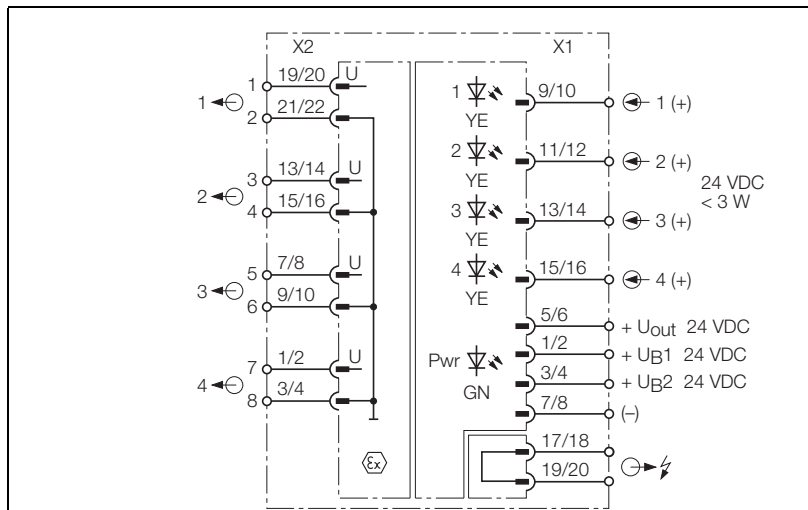 X2 X1
1 19/20 U
1
2 21/22
3 13/14 U
2
4 15/16
5 7/8 U
3
6 9/10
7 1/2 U
4
8 3/4
εx
1 9/10 1 (+)
YE
2 11/12 2 (+)
YE
24 VDC
< 3 W
3 13/14 3 (+)
YE
4 15/16 4 (+)
YE
5/6 + Uout 24 VDC
Pwr 1/2 + UB1 24 VDC
GN 3/4 + UB2 24 VDC
7/8 (–)
17/18
19/20